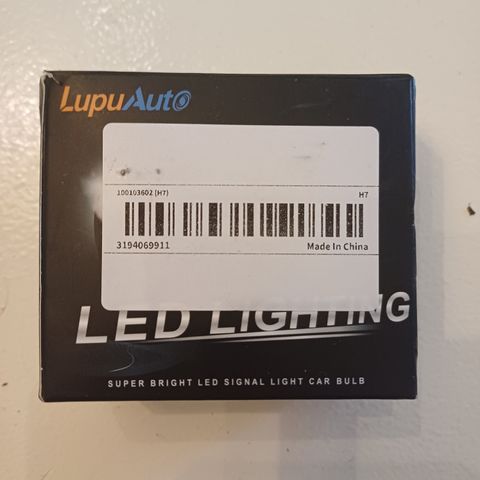 LupuAuto
100103602 (H7) H7
3194069911 Made In China
LED LIGHTING
SUPER BRIGHT LED SIGNAL LIGHT CAR BULB